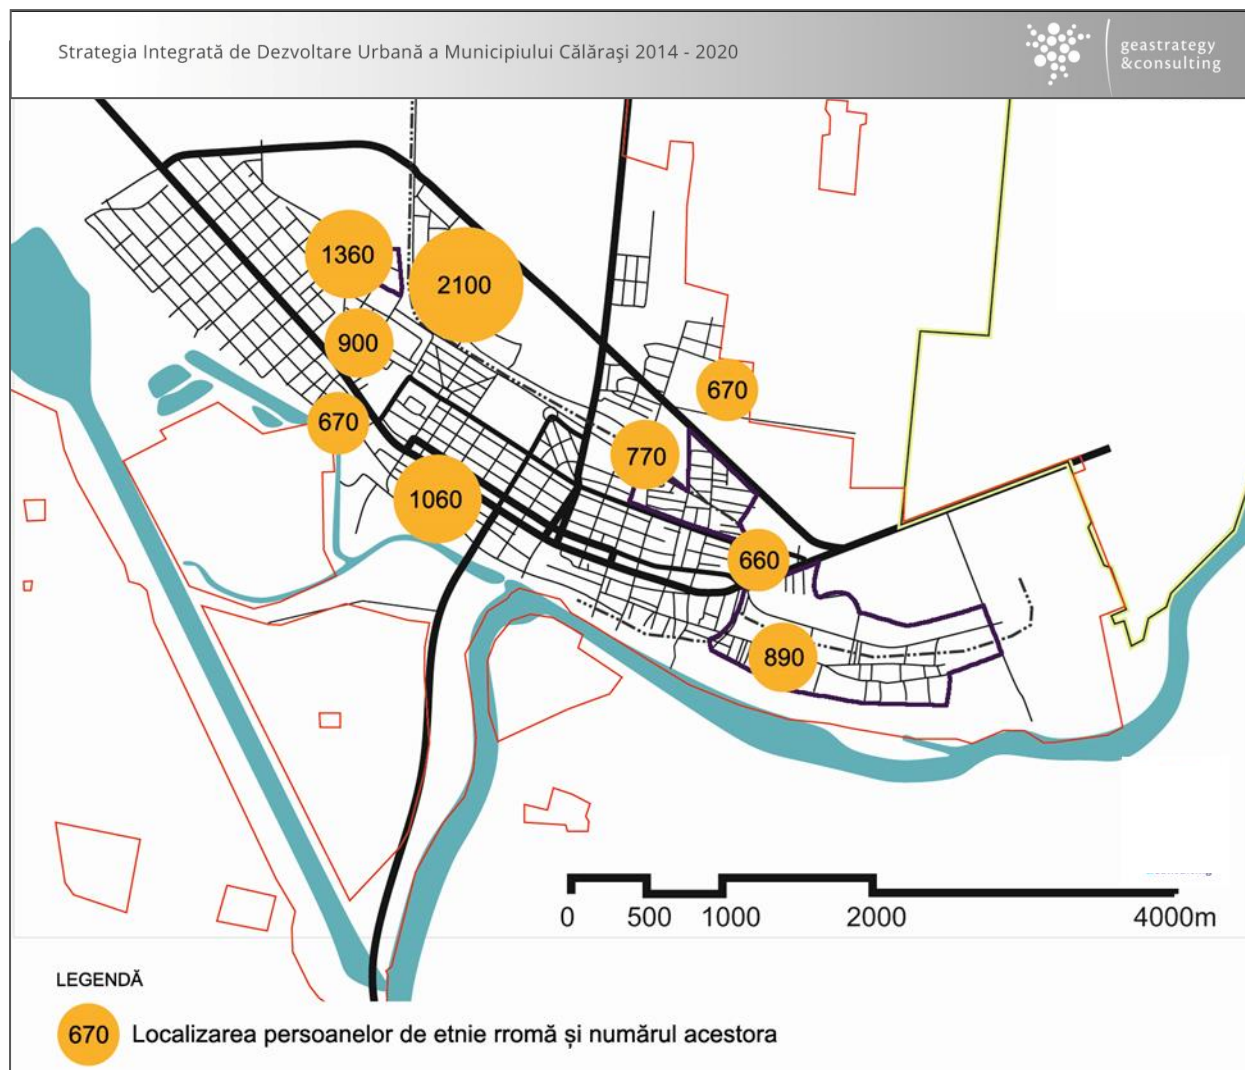 Strategia Integrată de Dezvoltare Urbană a Municipiului Călărași 2014 - 2020
geastrategy
&consulting
1360
2100
900
670
670
770
1060
660
890
0 500 1000 2000 4000m
LEGENDĂ
670 Localizarea persoanelor de etnie rromă și numărul acestora